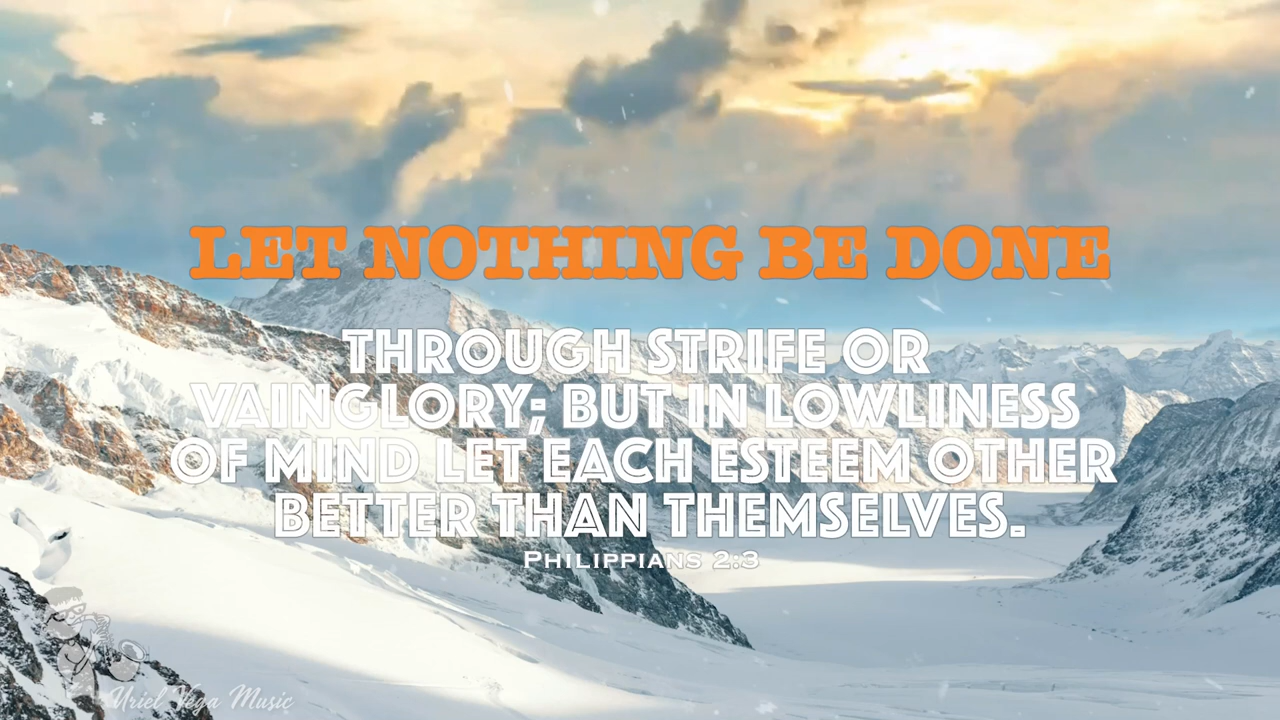 LET NOTHING BE DONE
THROUGH STRIFE OR
VAINGLORY; BUT IN LOWLINESS
OF MIND LET EACH ESTEEM OTHER
BETTER THAN THEMSELVES.
PHILIPPIANS 2:3
Uriel Vega Music